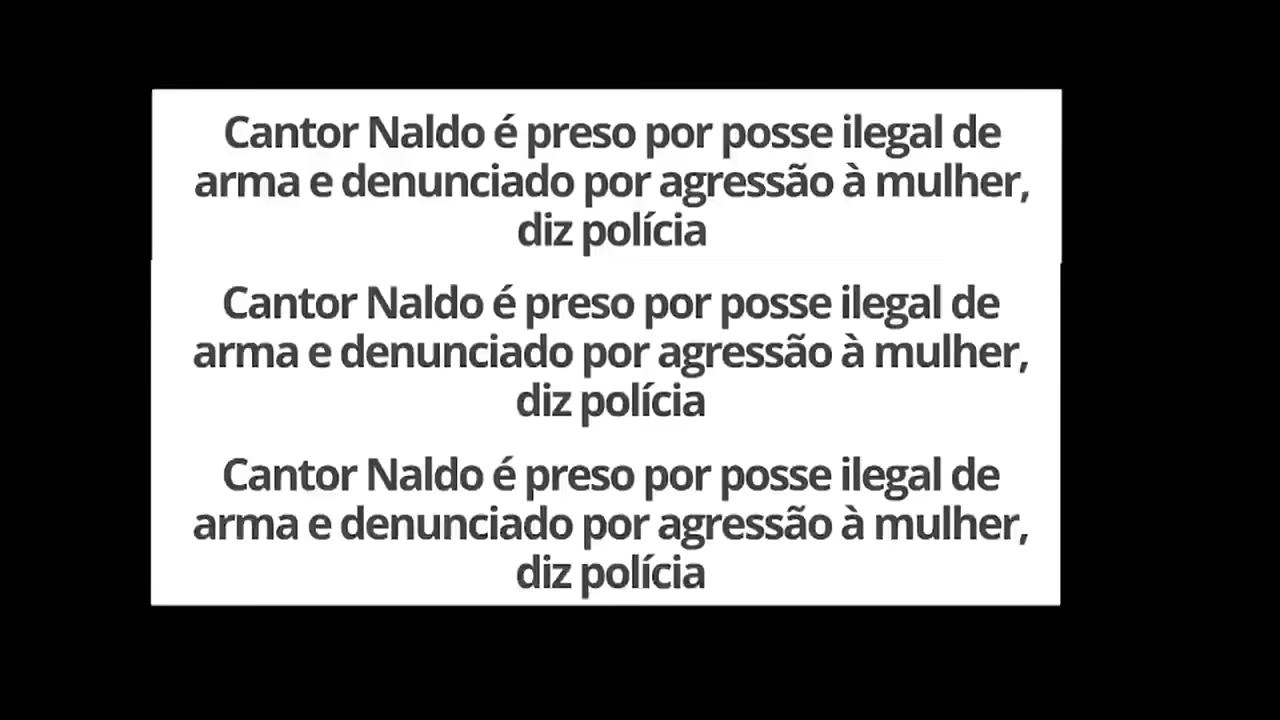 Cantor Naldo é preso por posse ilegal de
arma e denunciado por agressão à mulher,
diz polícia
Cantor Naldo é preso por posse ilegal de
arma e denunciado por agressão à mulher,
diz polícia
Cantor Naldo é preso por posse ilegal de
arma e denunciado por agressão à mulher,
diz polícia